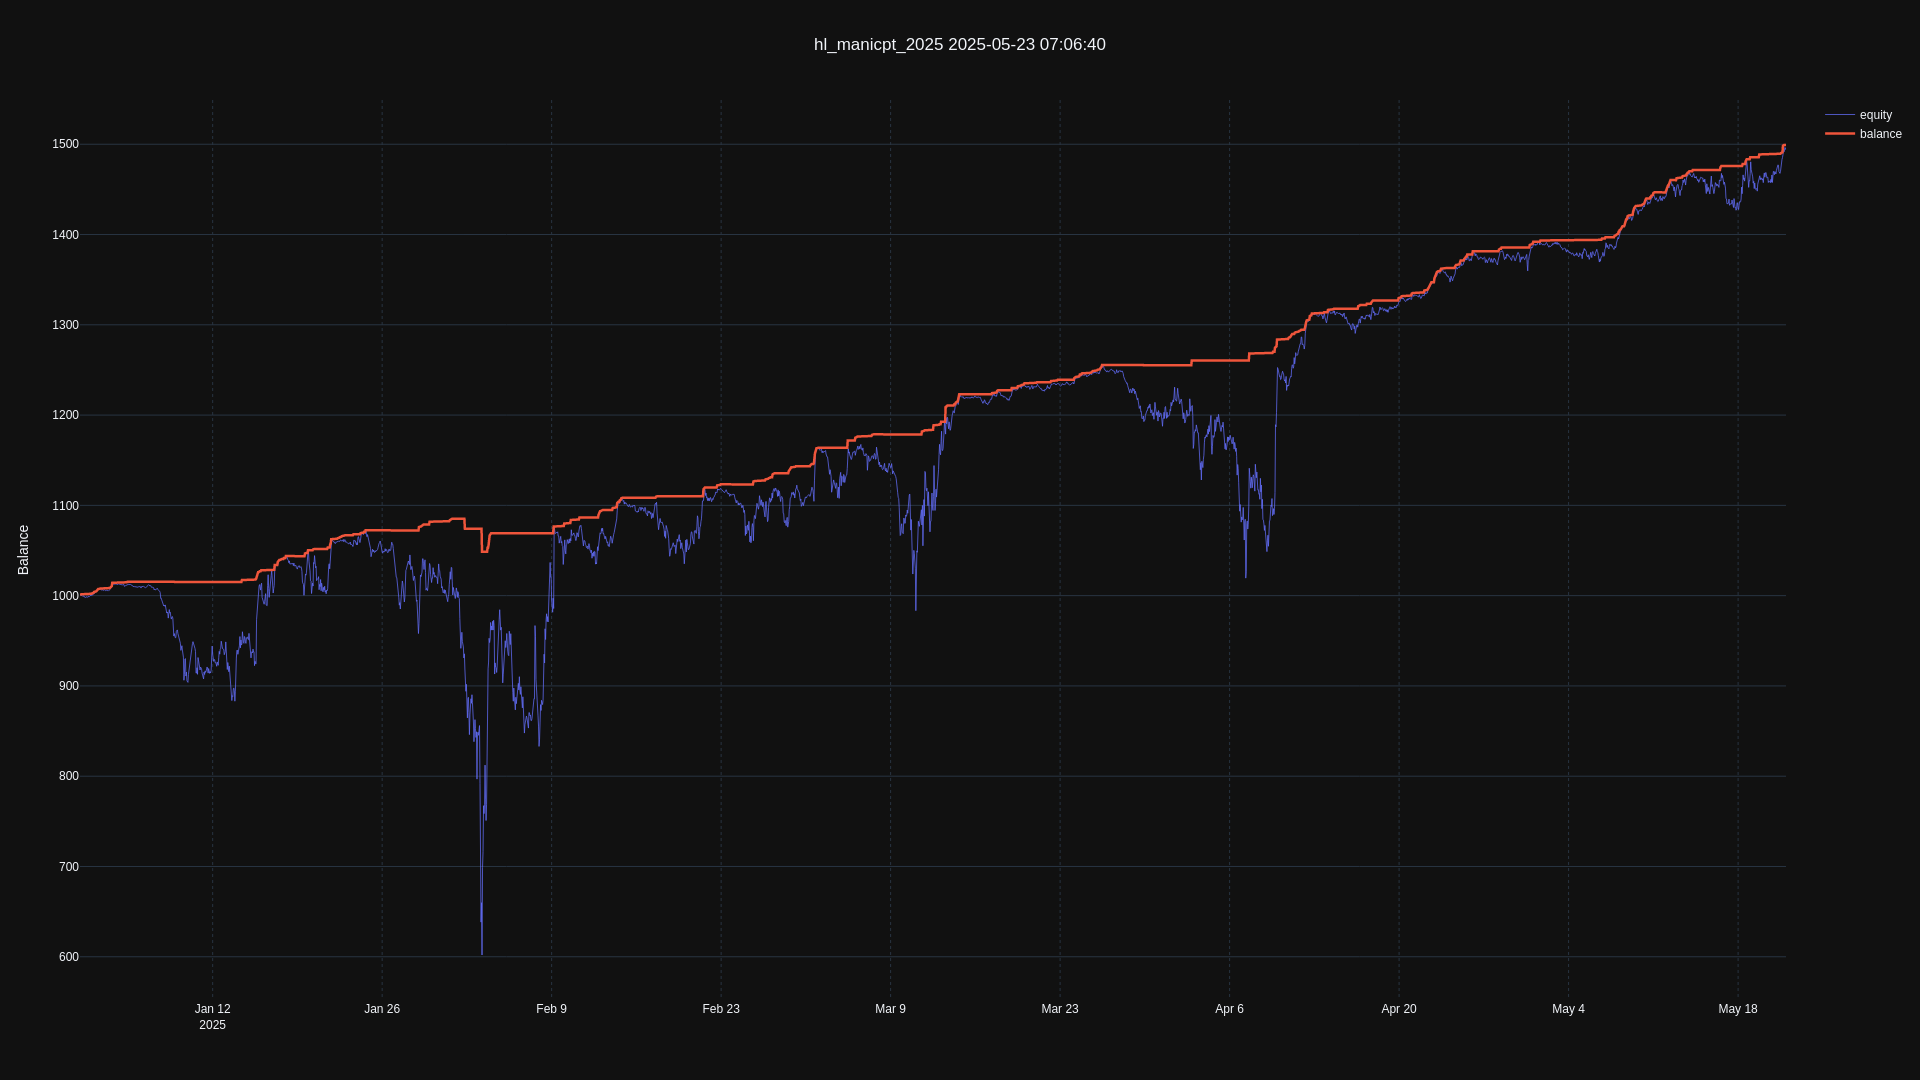 hl_manicpt_2025 2025-05-23 07:06:40
equity
balance
1500
1400
1300
1200
1100
1000
900
800
700
600
Balance
Jan 12
2025
Jan 26
Feb 9
Feb 23
Mar 9
Mar 23
Apr 6
Apr 20
May 4
May 18